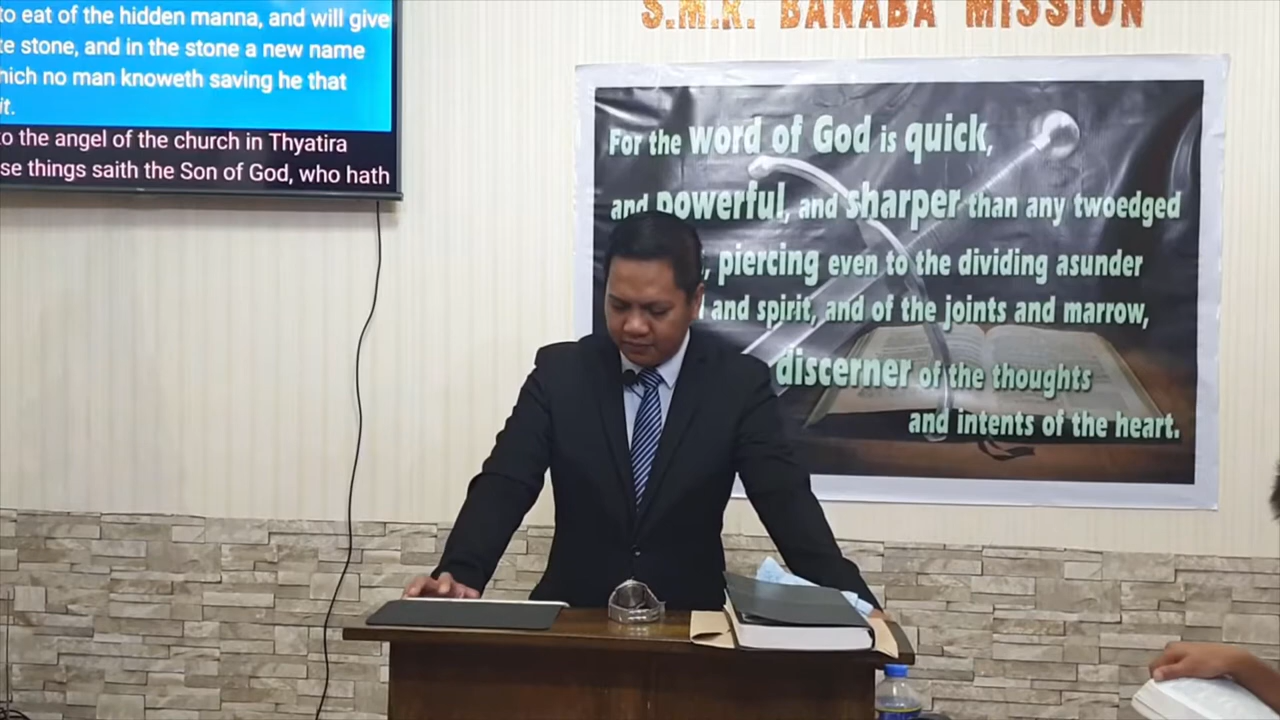 to eat of the hidden manna, and will give
te stone, and in the stone a new name
hich no man knoweth saving he that
it.
to the angel of the church in Thyatira
se things saith the Son of God, who hath
S.M.R. BANABA MISSION
For the word of God is quick,
and powerful, and sharper than any twoedged
, piercing even to the dividing asunder
and spirit, and of the joints and marrow,
discerner of the thoughts
and intents of the heart.